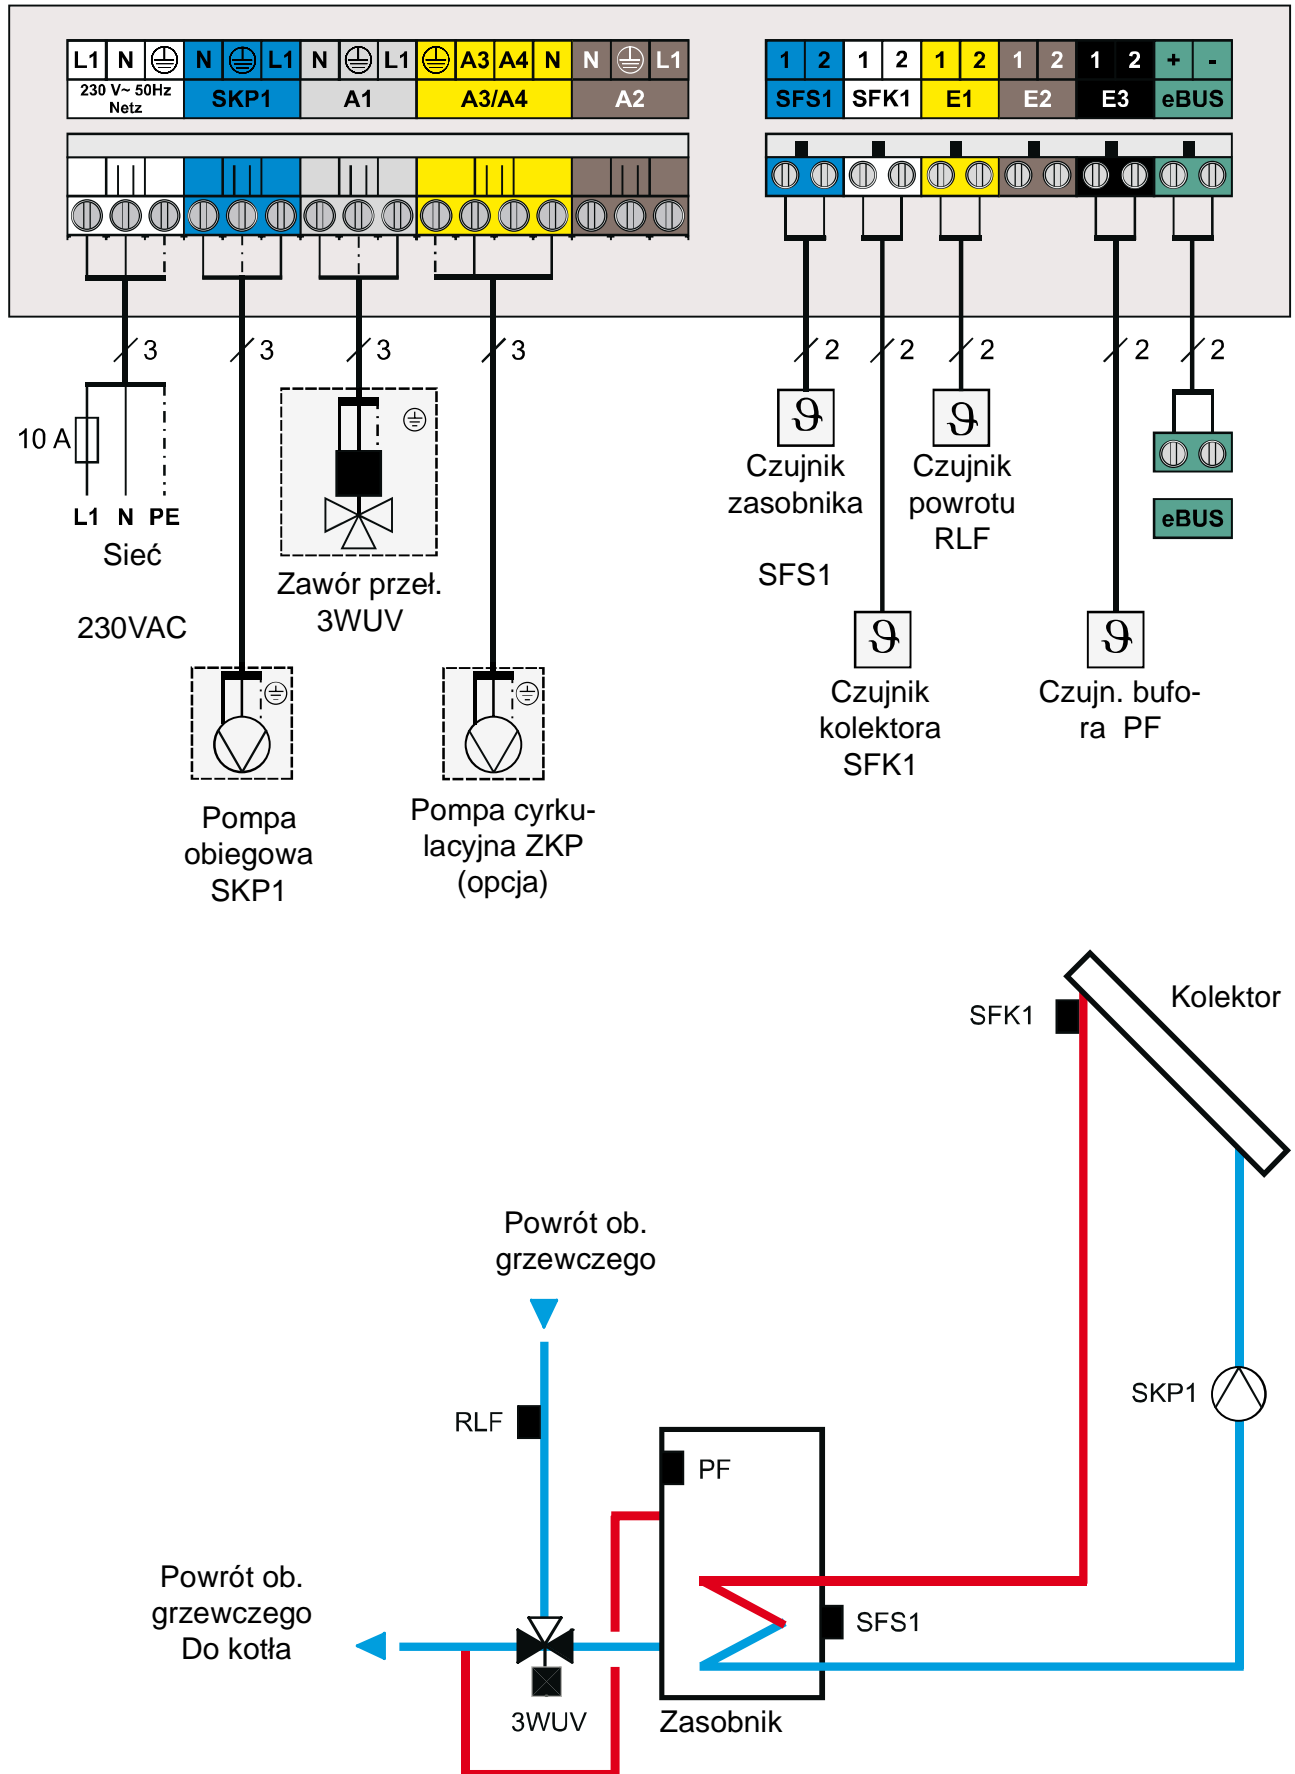 L1 N N L1 N L1 A3 A4 N N L1
230 V~ 50Hz
Netz
SKP1 A1 A3/A4 A2
1 2 1 2 1 2 1 2 1 2 + -
SFS1 SFK1 E1 E2 E3 eBUS
3 3 3 3 2 2 2 2 2
10 A
L1 N PE
Sieć
230VAC
Zawór przeł.
3WUV
Czujnik
zasobnika
SFS1
Czujnik
powrotu
RLF
eBUS
Czujnik
kolektora
SFK1
Czujn. bufo-
ra PF
Pompa
obiegowa
SKP1
Pompa cyrku-
lacyjna ZKP
(opcja)
Kolektor
SFK1
Powrót ob.
grzewczego
SKP1
RLF
PF
Powrót ob.
grzewczego
Do kotła
SFS1
3WUV
Zasobnik